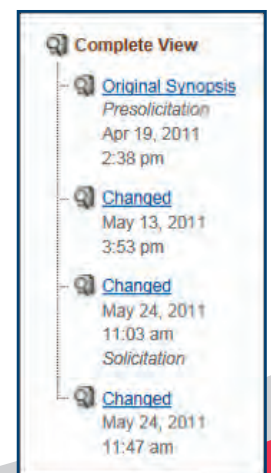 Complete View
Original Synopsis
Presolicitation
Apr 19, 2011
2:38 pm
Changed
May 13, 2011
3:53 pm
Changed
May 24, 2011
11:03 am
Solicitation
Changed
May 24, 2011
11:47 am